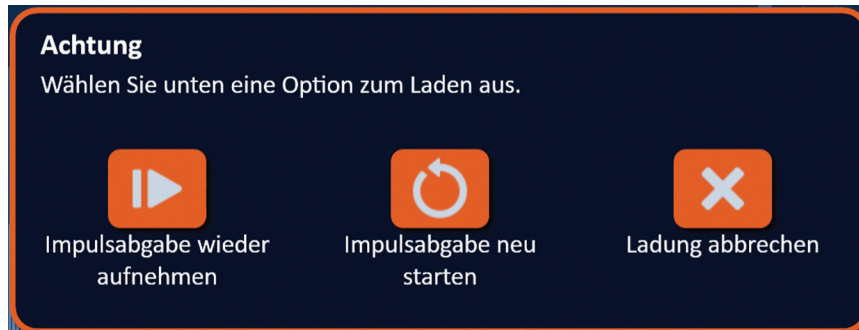 Achtung
Wählen Sie unten eine Option zum Laden aus.
Impulsabgabe wieder
aufnehmen
Impulsabgabe neu
starten
Ladung abbrechen